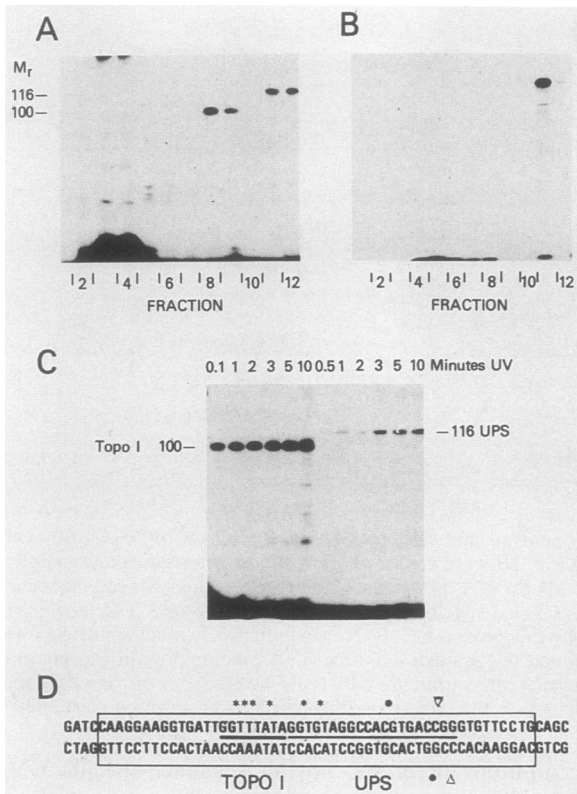 A
B
Mr
116—
100—
2 4 6 8 10 12
FRACTION
2 4 6 8 10 12
FRACTION
C
0.1 1 2 3 5 10 0.5 1 2 3 5 10 Minutes UV
Topo I 100—
—116 UPS
D
*** * * * ● ▽
GATCCAAGGAAGGTGATTGGTTTATAGGTGTAGGCCACGTGACCGGGTGTTCCTGCAGC
CTAGGTTCCTTCCACTAACCAAATATCCACATCCGGTGCACTGGCCCACAAGGACGTCG
TOPO I UPS ● △